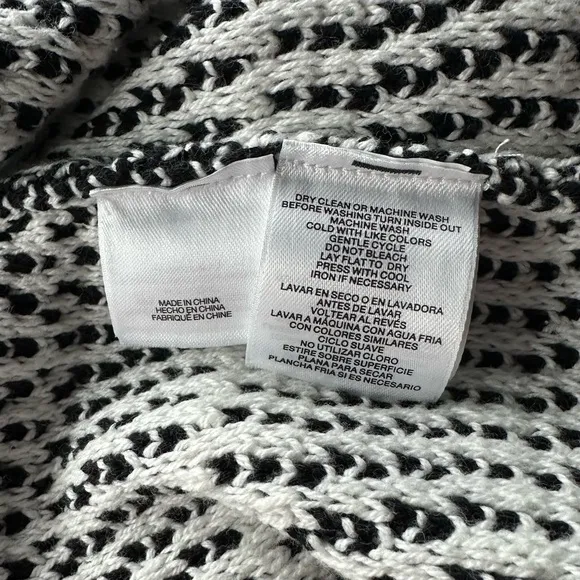 MADE IN CHINA
HECHO EN CHINA
FABRIQUÉ EN CHINE
DRY CLEAN OR MACHINE WASH
BEFORE WASHING TURN INSIDE OUT
MACHINE WASH
COLD WITH LIKE COLORS
GENTLE CYCLE
DO NOT BLEACH
LAY FLAT TO DRY
PRESS WITH COOL
IRON IF NECESSARY
LAVAR EN SECO O EN LAVADORA
ANTES DE LAVAR
VOLTEAR AL REVÉS
LAVAR A MÁQUINA CON AGUA FRIA
CON COLORES SIMILARES
CICLO SUAVE
NO UTILIZAR CLORO
ESTIRE SOBRE SUPERFICIE
PLANA PARA SECAR
PLANCHA FRIA SI ES NECESARIO